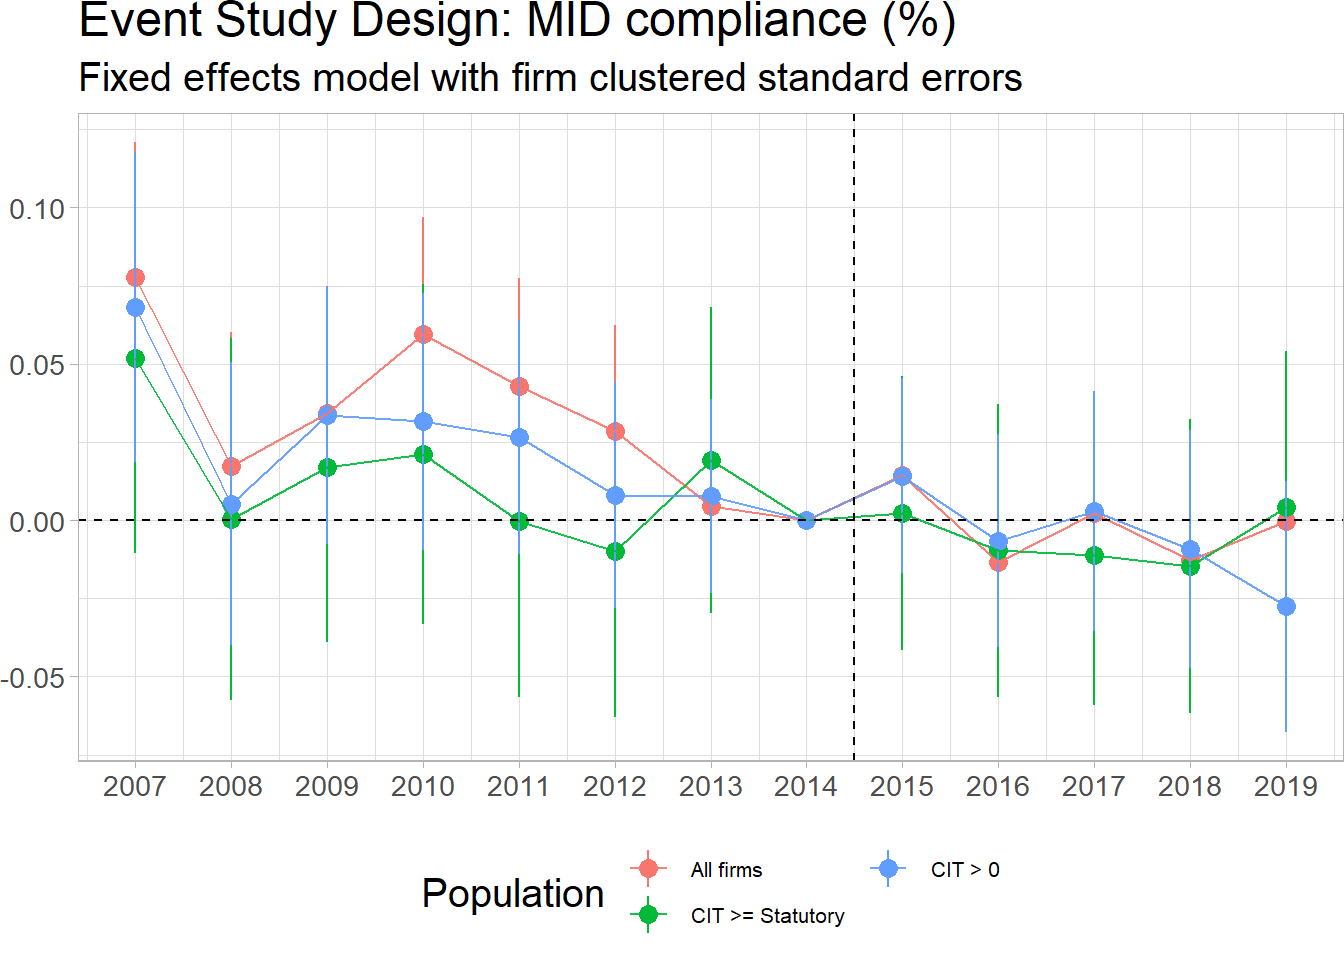 Event Study Design: MID compliance (%)
Fixed effects model with firm clustered standard errors
0.10
0.05
0.00
-0.05
2007 2008 2009 2010 2011 2012 2013 2014 2015 2016 2017 2018 2019
Population
All firms
CIT > 0
CIT >= Statutory